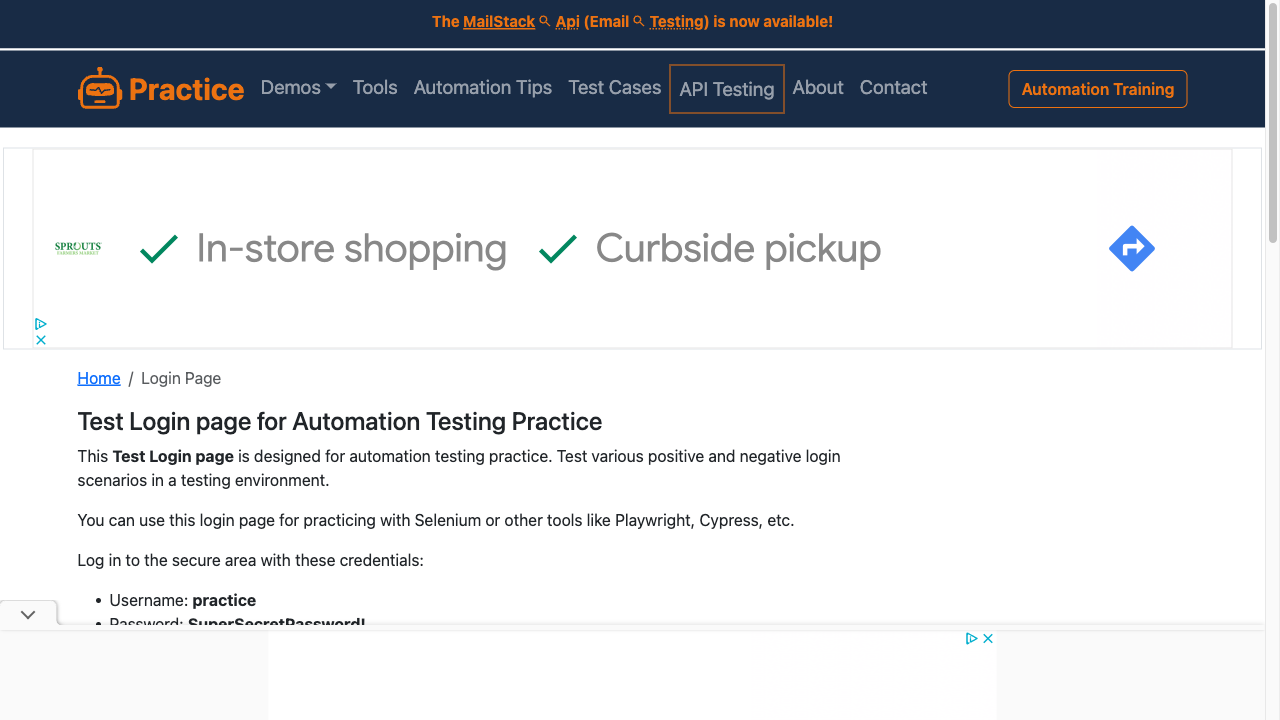 The MailStack Api (Email Testing) is now available!
Practice Demos Tools Automation Tips Test Cases API Testing About Contact Automation Training
SPROUTS
FARMERS MARKET
In-store shopping Curbside pickup
Home / Login Page
Test Login page for Automation Testing Practice
This Test Login page is designed for automation testing practice. Test various positive and negative login
scenarios in a testing environment.
You can use this login page for practicing with Selenium or other tools like Playwright, Cypress, etc.
Log in to the secure area with these credentials:
• Username: practice
• Password: SuperSecretPassword!